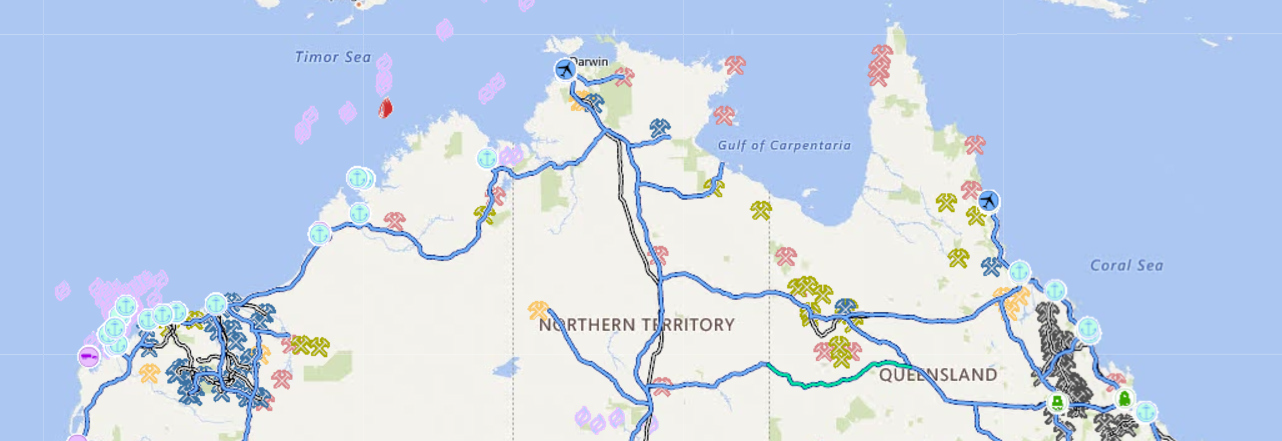 Timor Sea
Darwin
Gulf of Carpentaria
Coral Sea
NORTHERN TERRITORY
QUEENSLAND